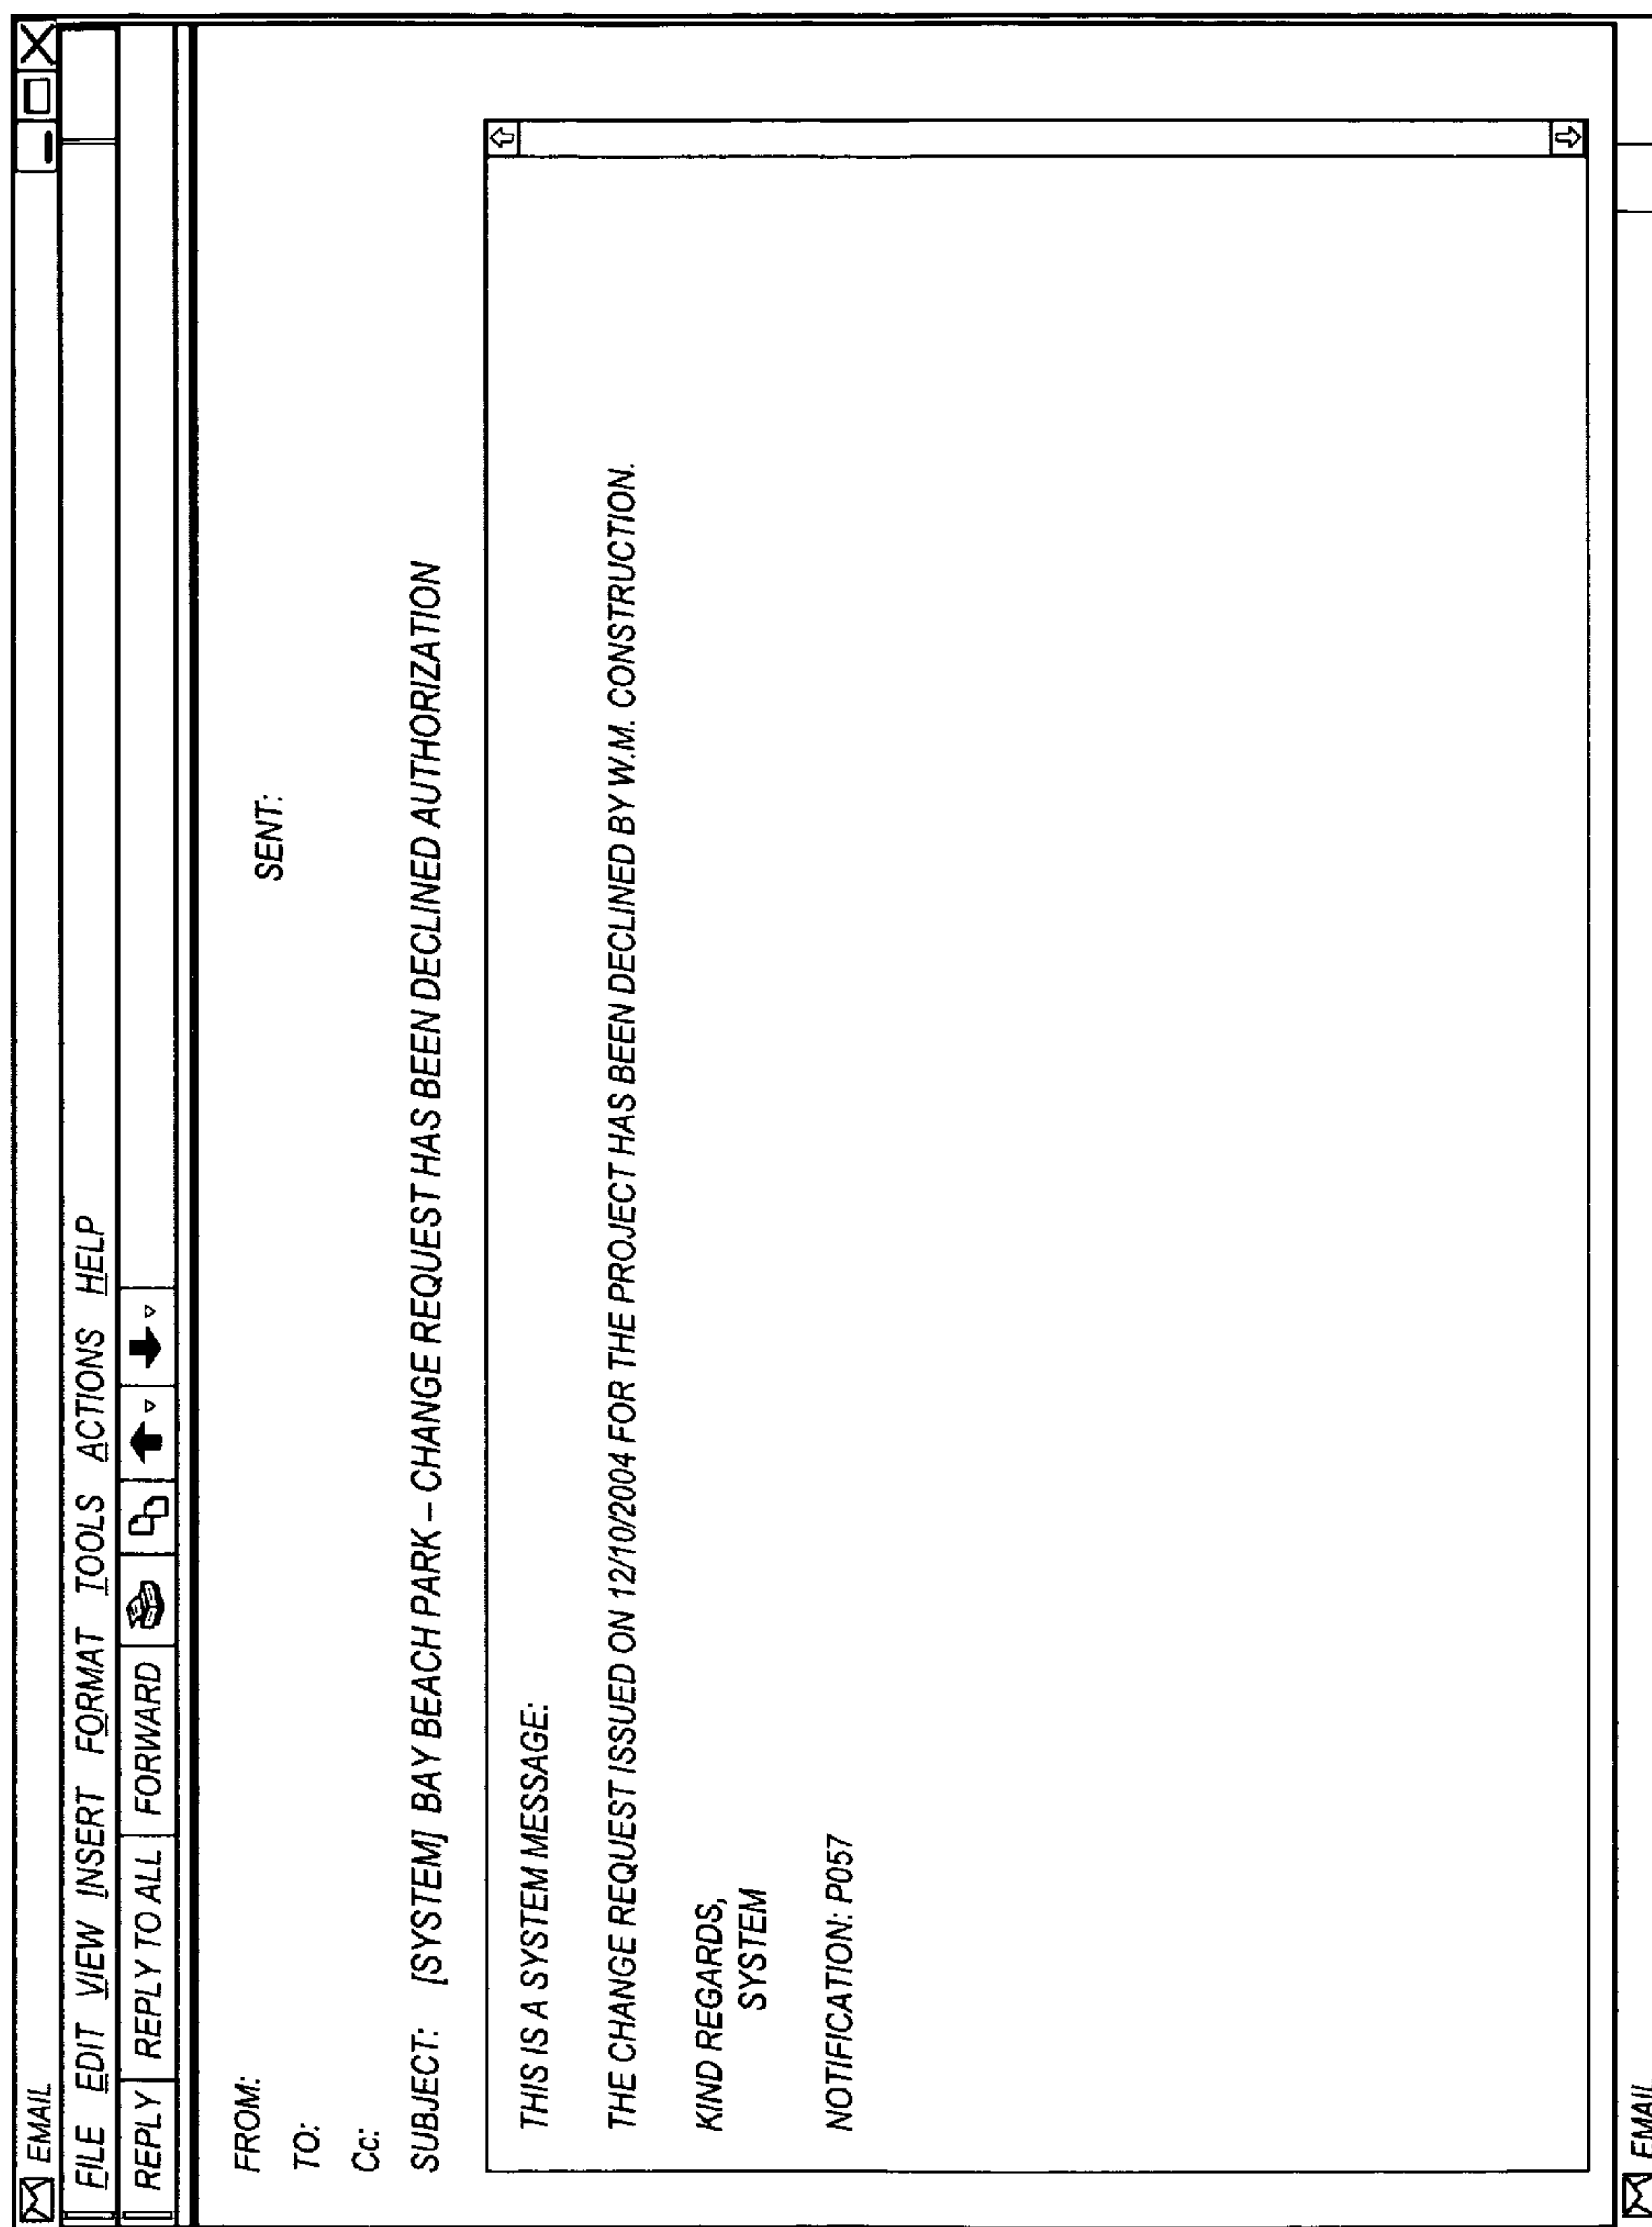 EMAIL
FILE EDIT VIEW INSERT FORMAT TOOLS ACTIONS HELP
REPLY REPLY TO ALL FORWARD
FROM: SENT:
TO:
Cc:
SUBJECT: [SYSTEM] BAY BEACH PARK – CHANGE REQUEST HAS BEEN DECLINED AUTHORIZATION
THIS IS A SYSTEM MESSAGE:
THE CHANGE REQUEST ISSUED ON 12/10/2004 FOR THE PROJECT HAS BEEN DECLINED BY W.M. CONSTRUCTION.
KIND REGARDS,
SYSTEM
NOTIFICATION: P057
EMAIL